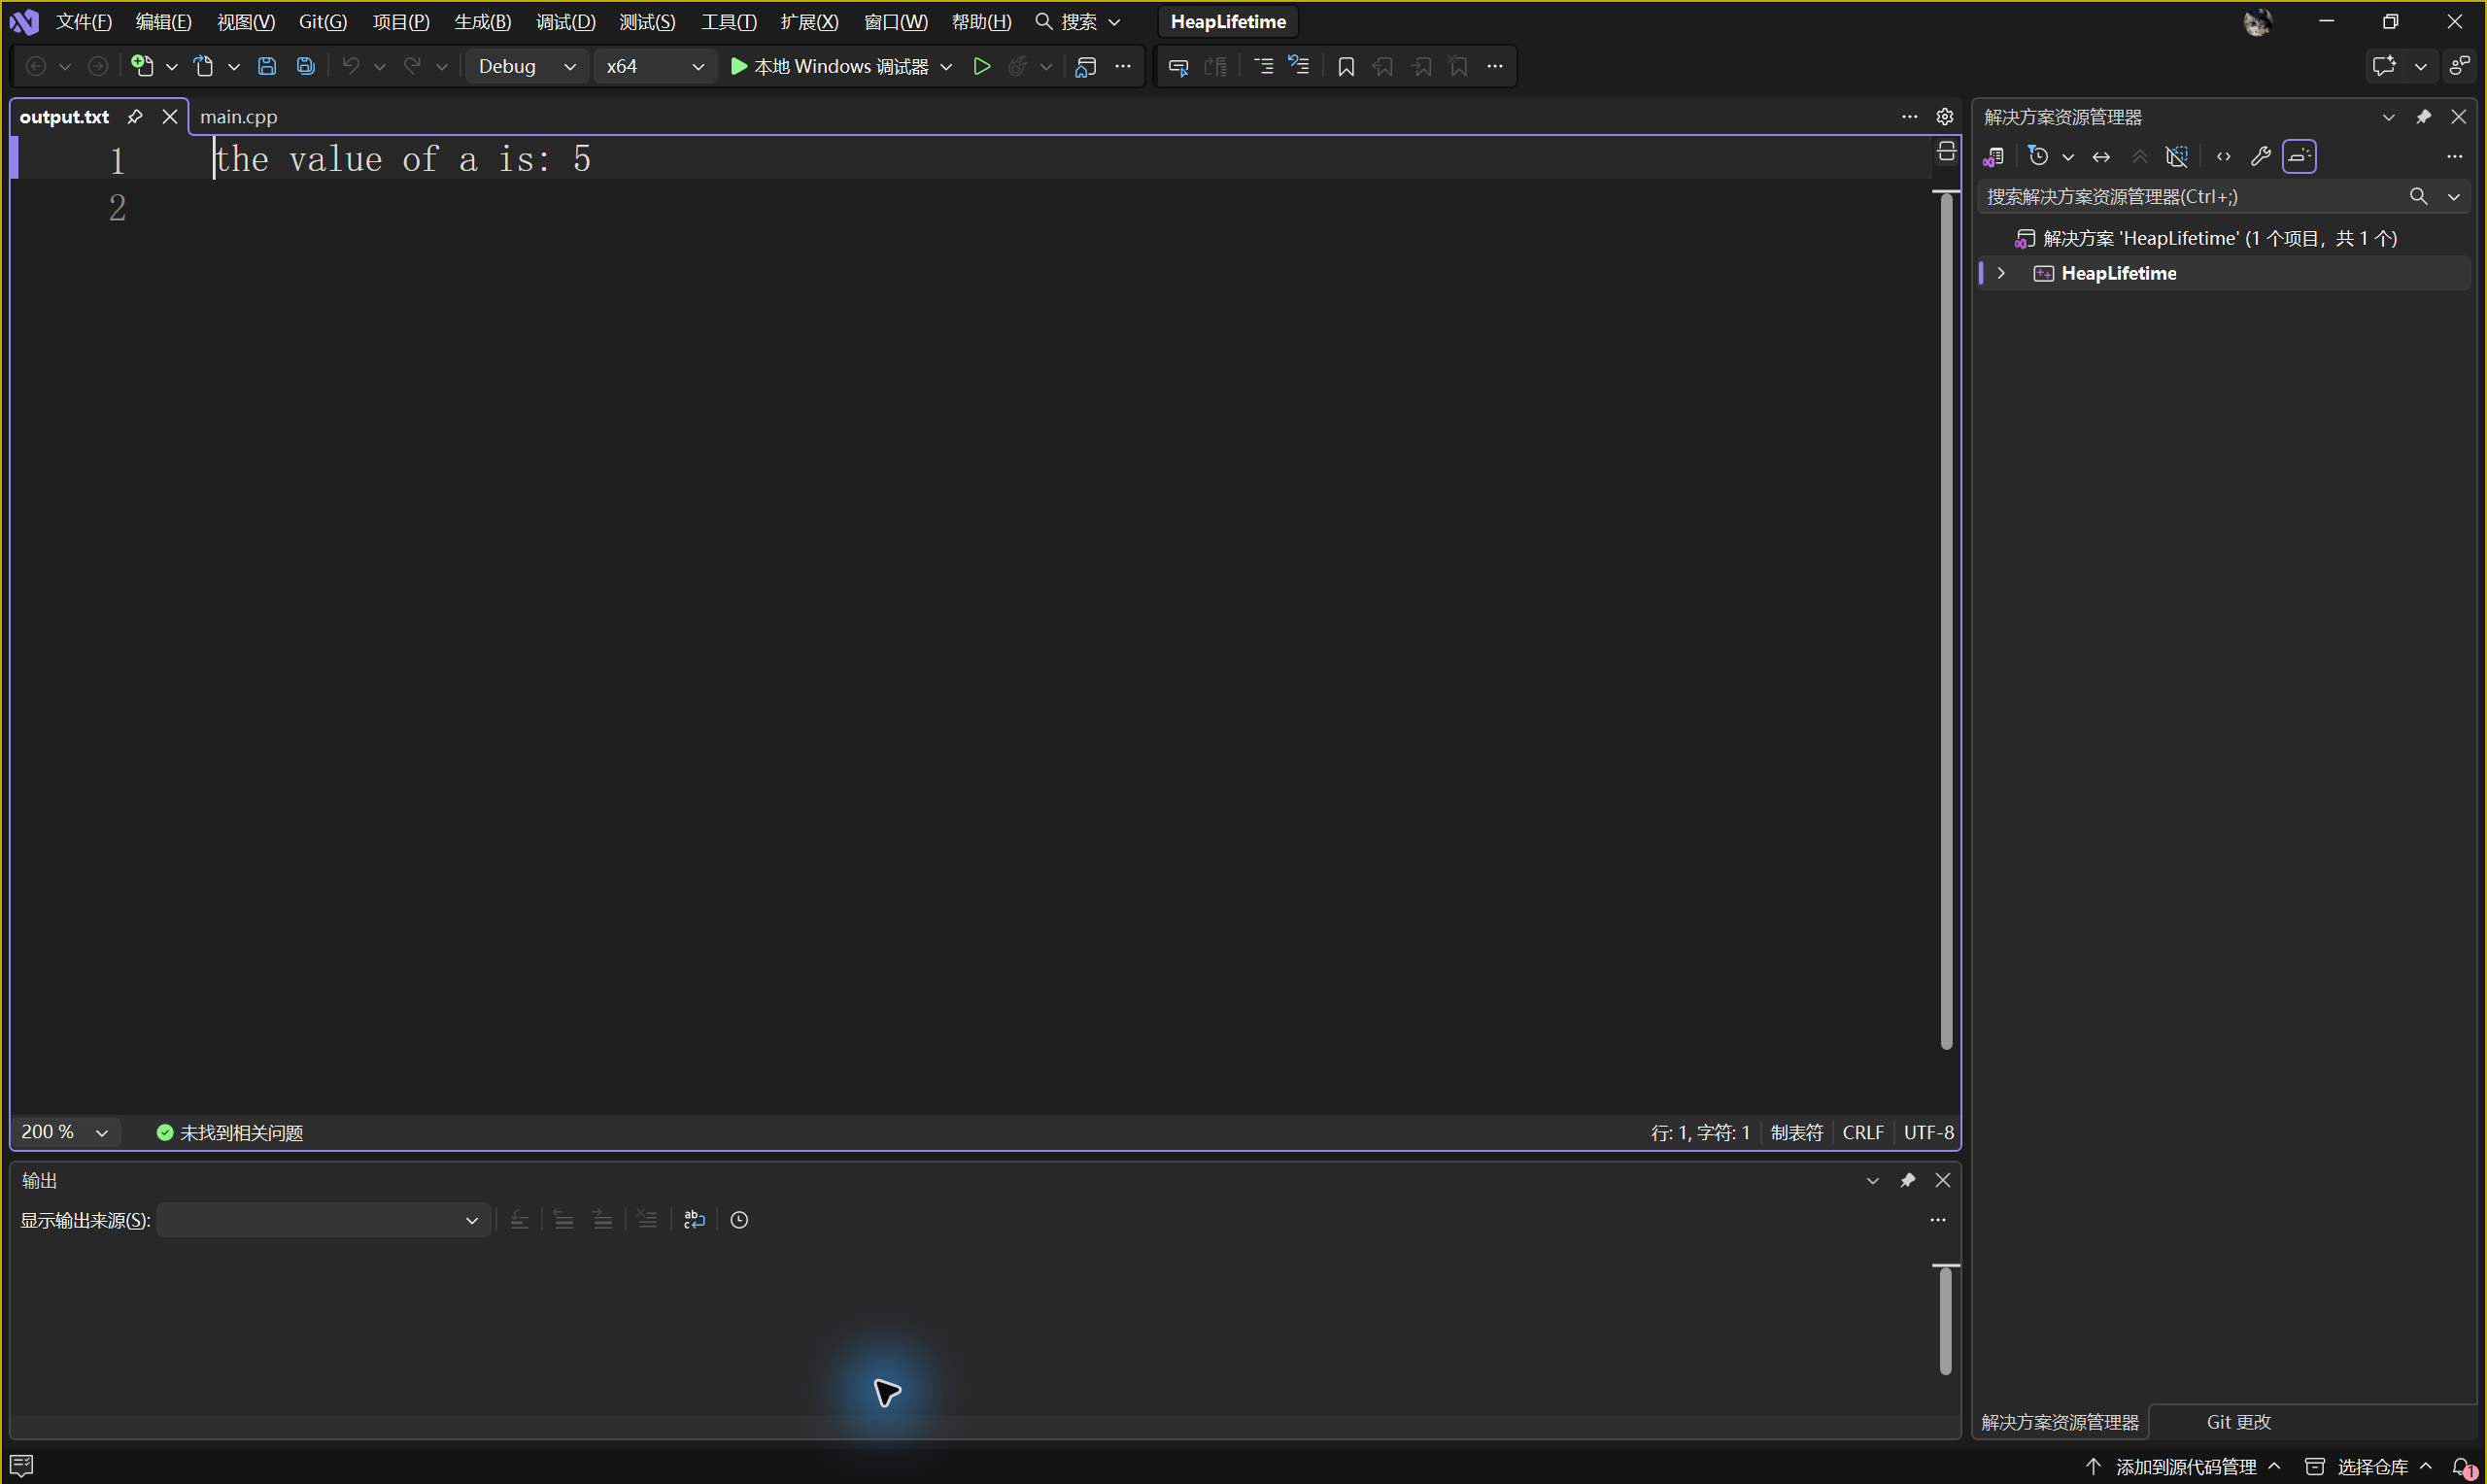 文件(F) 编辑(E) 视图(V) Git(G) 项目(P) 生成(B) 调试(D) 测试(S) 工具(T) 扩展(X) 窗口(W) 帮助(H) 搜索 HeapLifetime
Debug x64 本地 Windows 调试器
output.txt main.cpp
1 the value of a is: 5
2
200 % 未找到相关问题 行: 1, 字符: 1 制表符 CRLF UTF-8
输出
显示输出来源(S):
解决方案资源管理器
搜索解决方案资源管理器(Ctrl+;)
解决方案 'HeapLifetime' (1 个项目，共 1 个)
HeapLifetime
解决方案资源管理器 Git 更改
添加到源代码管理 选择仓库 1